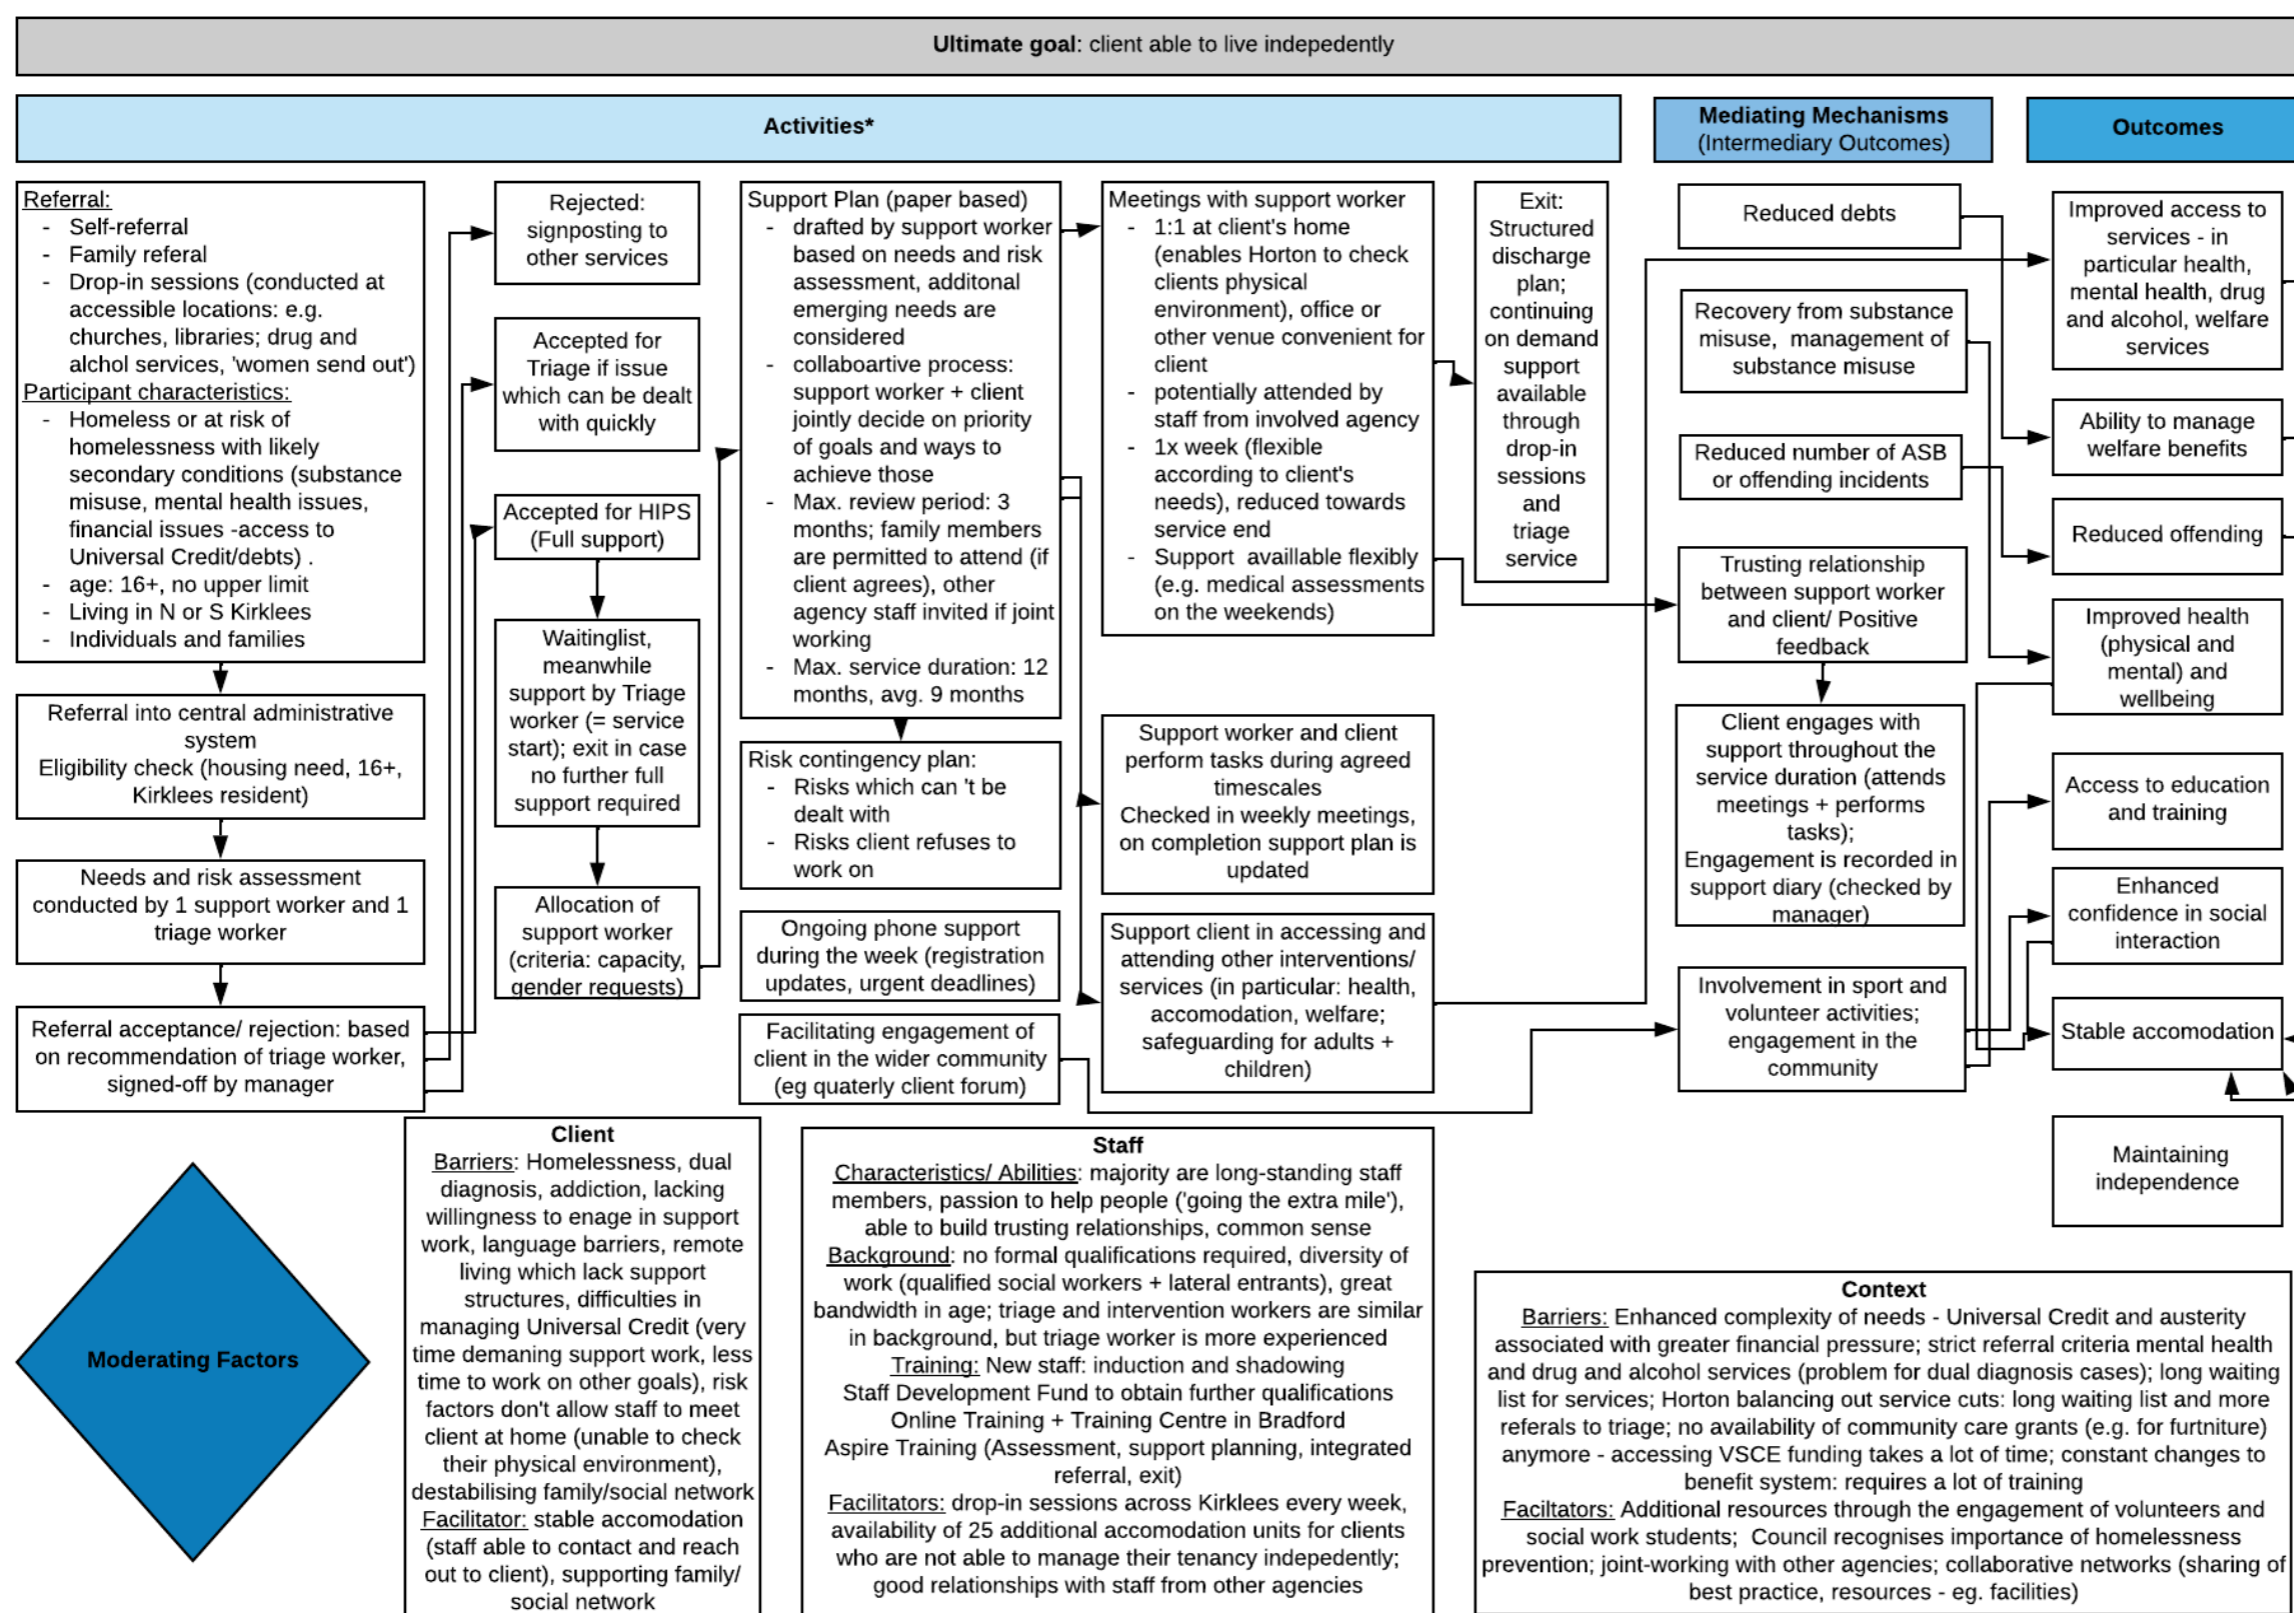 Ultimate goal: client able to live indepedently
Activities*
Mediating Mechanisms
(Intermediary Outcomes)
Outcomes
Referral:
- Self-referral
- Family referal
- Drop-in sessions (conducted at
accessible locations: e.g.
churches, libraries; drug and
alchol services, 'women send out')
Participant characteristics:
- Homeless or at risk of
homelessness with likely
secondary conditions (substance
misuse, mental health issues,
financial issues -access to
Universal Credit/debts) .
- age: 16+, no upper limit
- Living in N or S Kirklees
- Individuals and families
Referral into central administrative
system
Eligibility check (housing need, 16+,
Kirklees resident)
Needs and risk assessment
conducted by 1 support worker and 1
triage worker
Referral acceptance/ rejection: based
on recommendation of triage worker,
signed-off by manager
Rejected:
signposting to
other services
Accepted for
Triage if issue
which can be dealt
with quickly
Accepted for HIPS
(Full support)
Waitinglist,
meanwhile
support by Triage
worker (= service
start); exit in case
no further full
support required
Allocation of
support worker
(criteria: capacity,
gender requests)
Support Plan (paper based)
- drafted by support worker
based on needs and risk
assessment, additonal
emerging needs are
considered
- collaboartive process:
support worker + client
jointly decide on priority
of goals and ways to
achieve those
- Max. review period: 3
months; family members
are permitted to attend (if
client agrees), other
agency staff invited if joint
working
- Max. service duration: 12
months, avg. 9 months
Risk contingency plan:
- Risks which can 't be
dealt with
- Risks client refuses to
work on
Ongoing phone support
during the week (registration
updates, urgent deadlines)
Facilitating engagement of
client in the wider community
(eg quaterly client forum)
Meetings with support worker
- 1:1 at client's home
(enables Horton to check
clients physical
environment), office or
other venue convenient for
client
- potentially attended by
staff from involved agency
- 1x week (flexible
according to client's
needs), reduced towards
service end
- Support availlable flexibly
(e.g. medical assessments
on the weekends)
Support worker and client
perform tasks during agreed
timescales
Checked in weekly meetings,
on completion support plan is
updated
Support client in accessing and
attending other interventions/
services (in particular: health,
accomodation, welfare;
safeguarding for adults +
children)
Exit:
Structured
discharge
plan;
continuing
on demand
support
available
through
drop-in
sessions
and
triage
service
Reduced debts
Recovery from substance
misuse, management of
substance misuse
Reduced number of ASB
or offending incidents
Trusting relationship
between support worker
and client/ Positive
feedback
Client engages with
support throughout the
service duration (attends
meetings + performs
tasks);
Engagement is recorded in
support diary (checked by
manager)
Involvement in sport and
volunteer activities;
engagement in the
community
Improved access to
services - in
particular health,
mental health, drug
and alcohol, welfare
services
Ability to manage
welfare benefits
Reduced offending
Improved health
(physical and
mental) and
wellbeing
Access to education
and training
Enhanced
confidence in social
interaction
Stable accomodation
Maintaining
independence
Moderating Factors
Client
Barriers: Homelessness, dual
diagnosis, addiction, lacking
willingness to enage in support
work, language barriers, remote
living which lack support
structures, difficulties in
managing Universal Credit (very
time demaning support work, less
time to work on other goals), risk
factors don't allow staff to meet
client at home (unable to check
their physical environment),
destabilising family/social network
Facilitator: stable accomodation
(staff able to contact and reach
out to client), supporting family/
social network
Staff
Characteristics/ Abilities: majority are long-standing staff
members, passion to help people ('going the extra mile'),
able to build trusting relationships, common sense
Background: no formal qualifications required, diversity of
work (qualified social workers + lateral entrants), great
bandwidth in age; triage and intervention workers are similar
in background, but triage worker is more experienced
Training: New staff: induction and shadowing
Staff Development Fund to obtain further qualifications
Online Training + Training Centre in Bradford
Aspire Training (Assessment, support planning, integrated
referral, exit)
Facilitators: drop-in sessions across Kirklees every week,
availability of 25 additional accomodation units for clients
who are not able to manage their tenancy indepedently;
good relationships with staff from other agencies
Context
Barriers: Enhanced complexity of needs - Universal Credit and austerity
associated with greater financial pressure; strict referral criteria mental health
and drug and alcohol services (problem for dual diagnosis cases); long waiting
list for services; Horton balancing out service cuts: long waiting list and more
referals to triage; no availability of community care grants (e.g. for furtniture)
anymore - accessing VSCE funding takes a lot of time; constant changes to
benefit system: requires a lot of training
Faciltators: Additional resources through the engagement of volunteers and
social work students; Council recognises importance of homelessness
prevention; joint-working with other agencies; collaborative networks (sharing of
best practice, resources - eg. facilities)